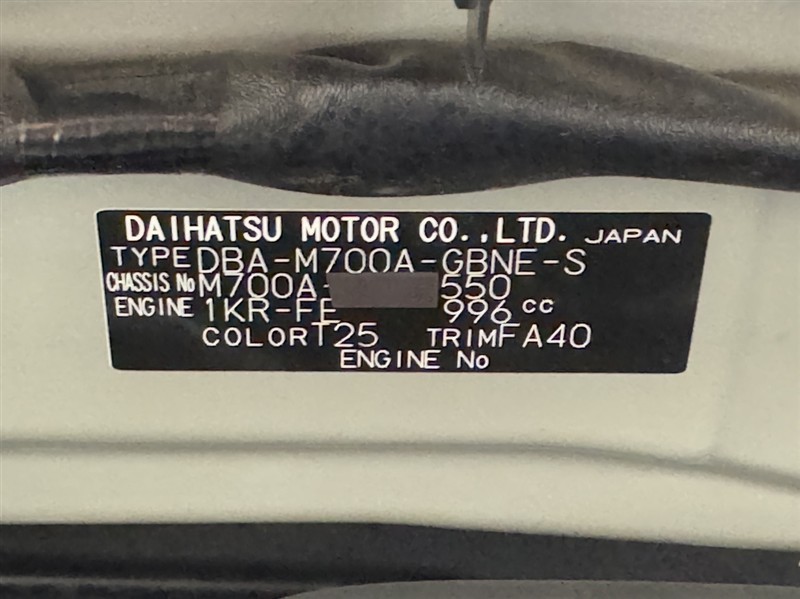 DAIHATSU MOTOR CO.,LTD. JAPAN
TYPE DBA-M700A-GBNE-S
CHASSIS No M700A- 550
ENGINE 1KR-FE 996 cc
COLOR T25 TRIM FA40
ENGINE No